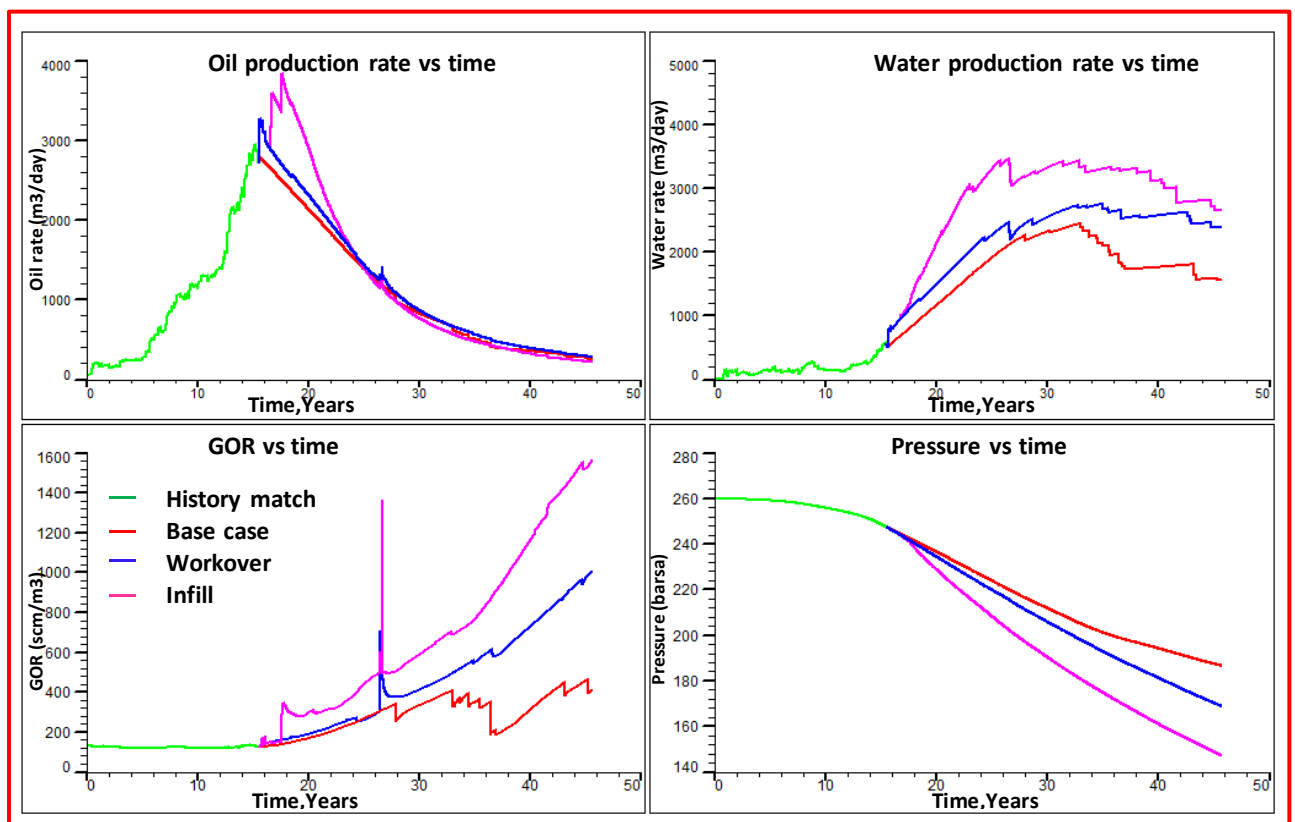 Oil production rate vs time
4000
3000
2000
1000
0
Oil rate (m3/day)
0 10 20 30 40 50
Time,Years
Water production rate vs time
5000
4000
3000
2000
1000
0
Water rate (m3/day)
0 10 20 30 40 50
Time,Years
GOR vs time
1600
1400
1200
1000
800
600
400
200
0
GOR (scm/m3)
History match
Base case
Workover
Infill
0 10 20 30 40 50
Time,Years
Pressure vs time
280
260
240
220
200
180
160
140
Pressure (barsa)
0 10 20 30 40 50
Time,Years